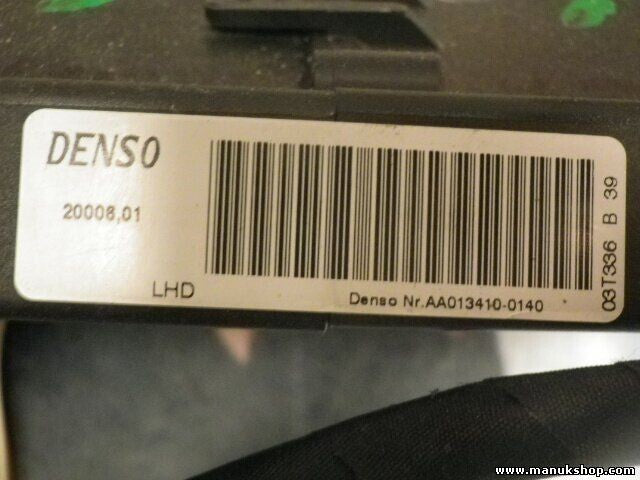 DENSO
20006,01
LHD
Denso Nr.AA013410-0140
03T336 B 39
www.manukshop.com